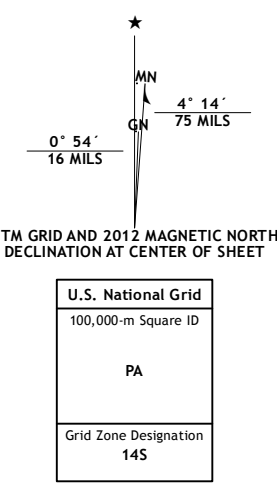 MN
4° 14´
75 MILS
GN
0° 54´
16 MILS
TM GRID AND 2012 MAGNETIC NORTH
DECLINATION AT CENTER OF SHEET
U.S. National Grid
100,000-m Square ID
PA
Grid Zone Designation
14S